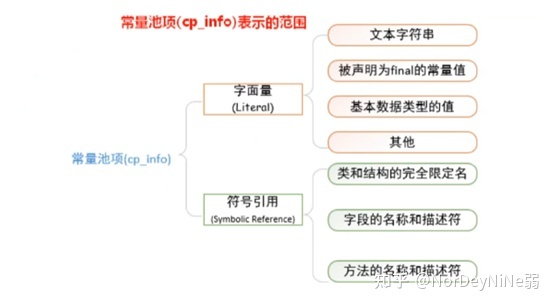 常量池项(cp_info)表示的范围
常量池项(cp_info)
字面量
(Literal)
文本字符串
被声明为final的常量值
基本数据类型的值
其他
符号引用
(Symbolic Reference)
类和结构的完全限定名
字段的名称和描述符
方法的名称和描述符
知乎 @NorDeyNiNe弱